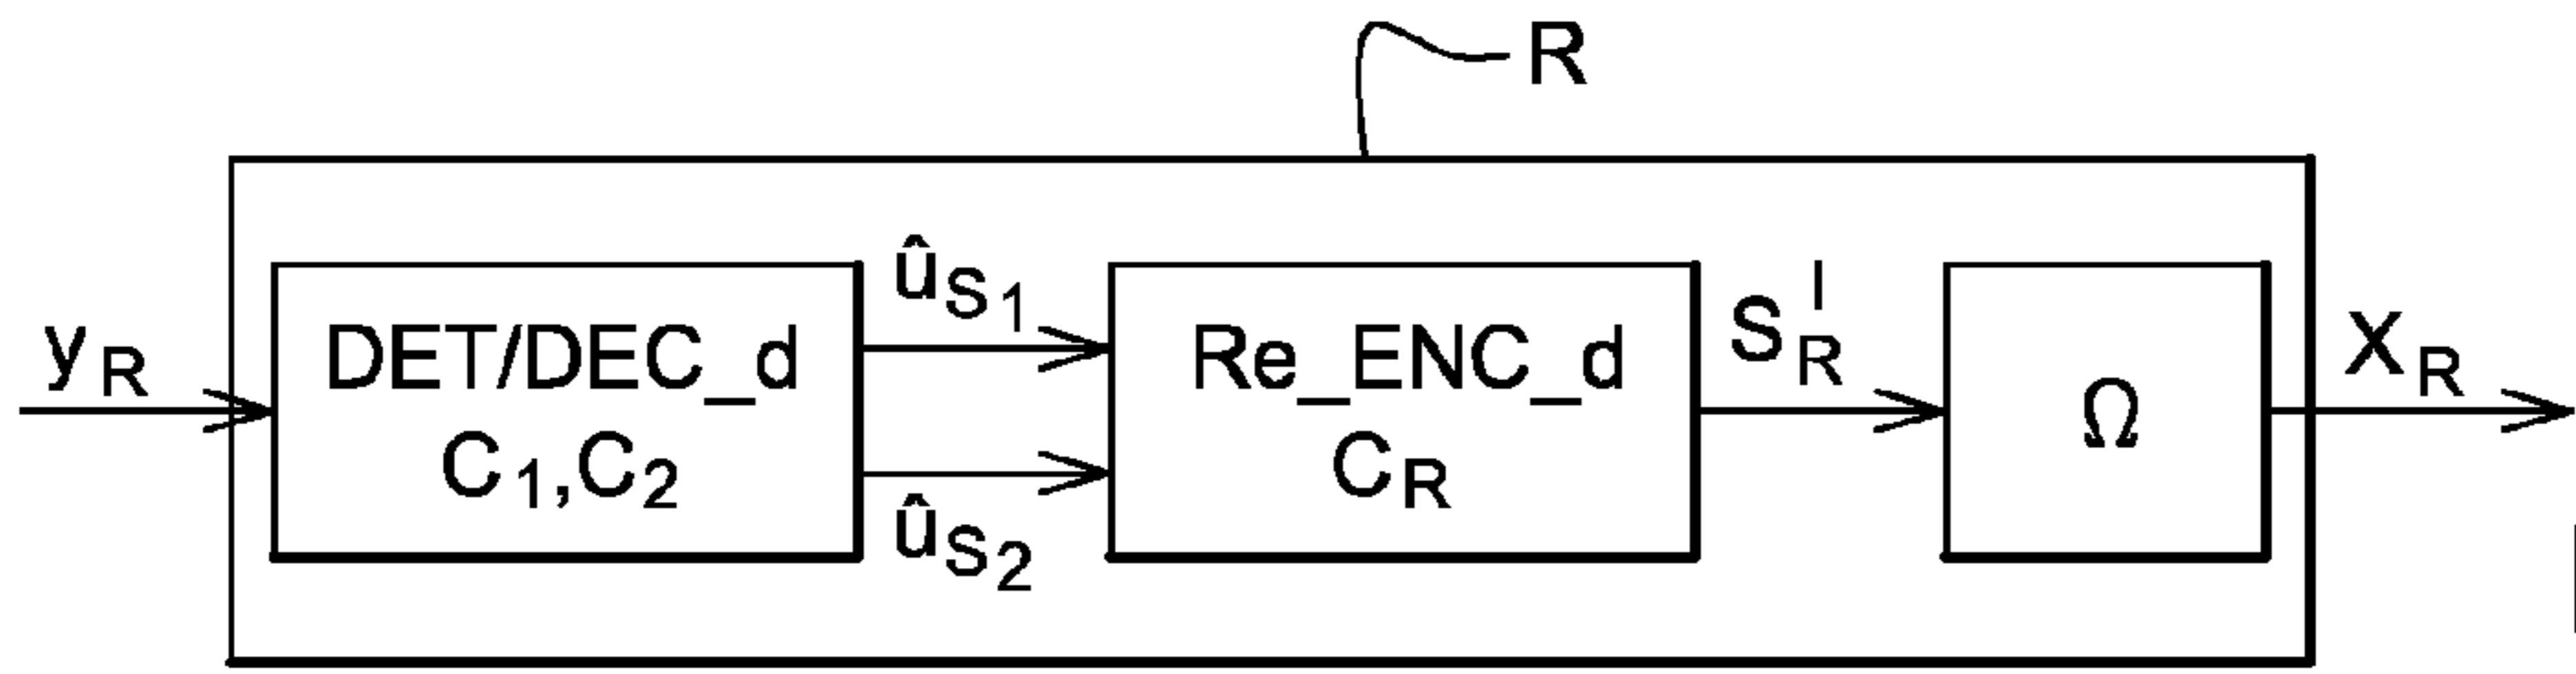 R
y_R
DET/DEC_d
C₁,C₂
û_S₁
û_S₂
Re_ENC_d
C_R
S_R^I
Ω
X_R